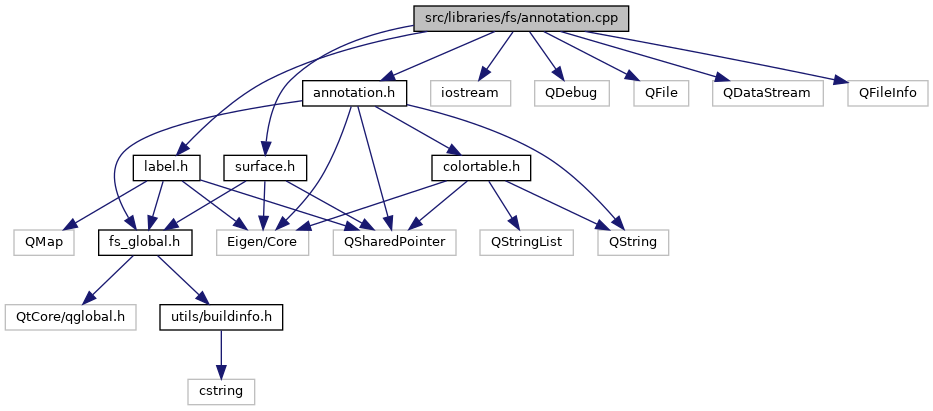 src/libraries/fs/annotation.cpp
annotation.h
iostream
QDebug
QFile
QDataStream
QFileInfo
label.h
surface.h
colortable.h
QMap
fs_global.h
Eigen/Core
QSharedPointer
QStringList
QString
QtCore/qglobal.h
utils/buildinfo.h
cstring